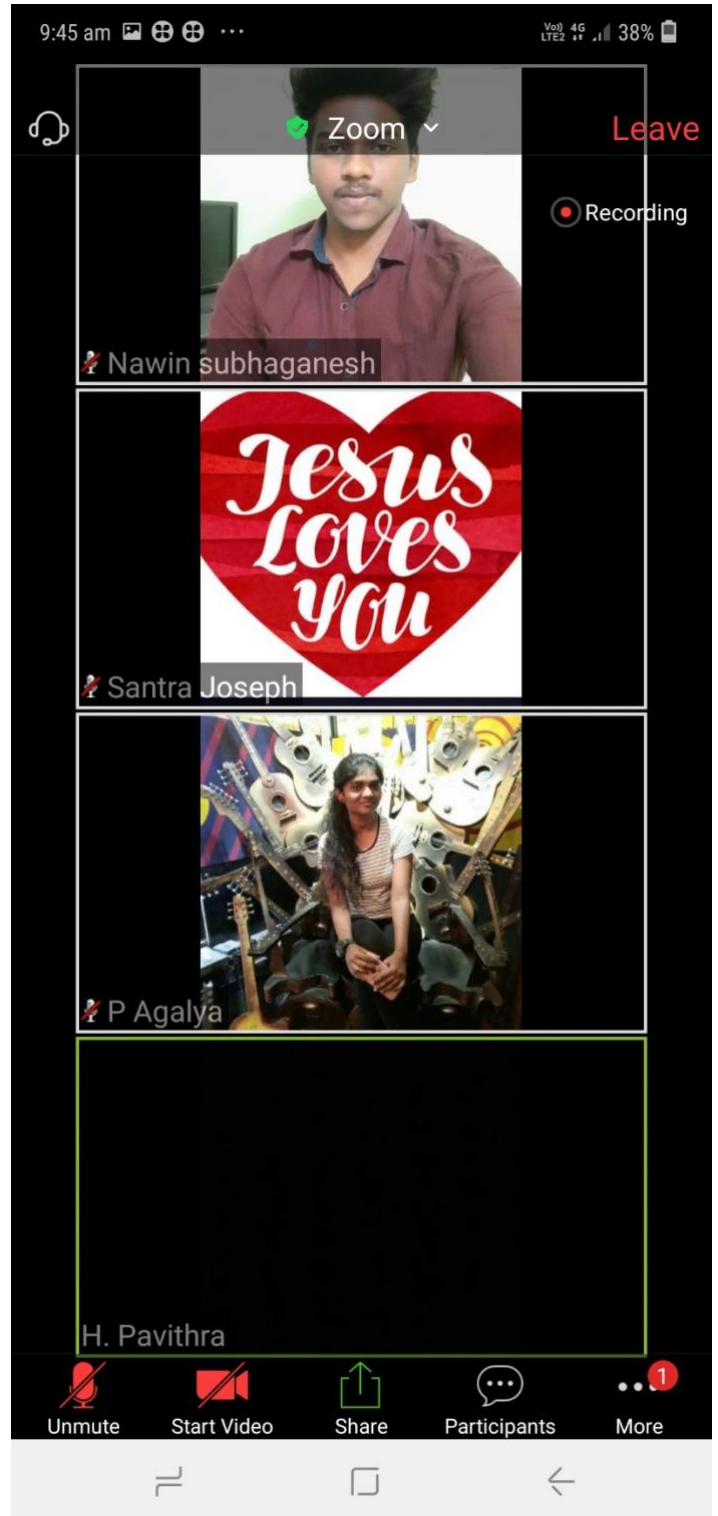 9:45 am
Vo)) 4G
LTE2
38%
Zoom
Leave
Recording
Nawin subhaganesh
Jesus
Loves
You
Santra Joseph
P Agalya
H. Pavithra
1
Unmute Start Video Share Participants More